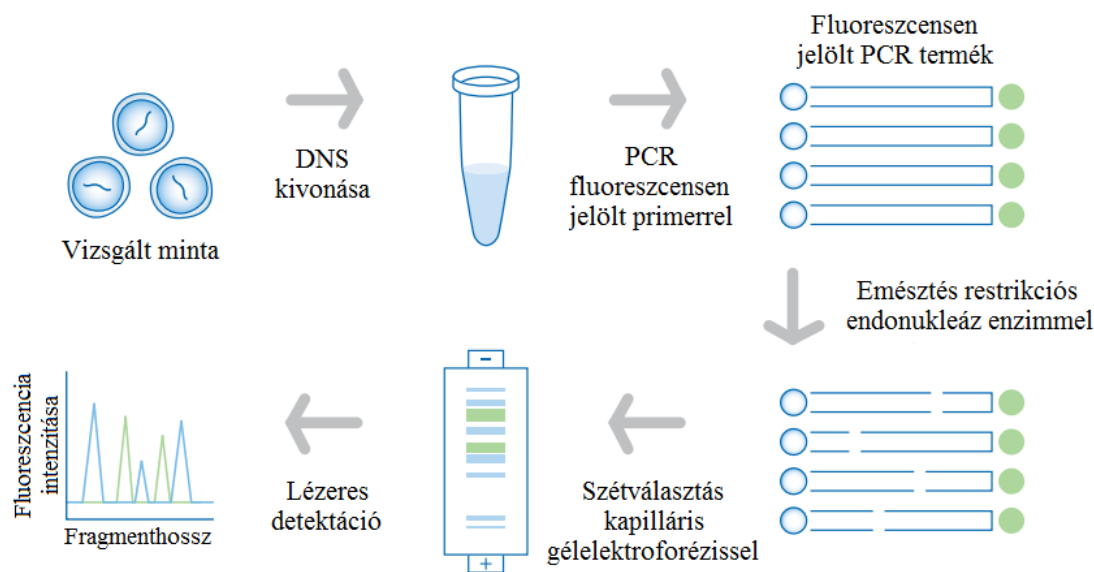 Vizsgált minta
DNS
kivonása
PCR
fluoreszcensen
jelölt primerrel
Fluoreszcensen
jelölt PCR termék
Emésztés restrikciós
endonukleáz enzimmel
Szétválasztás
kapilláris
gélelektroforézissel
-
+
Lézeres
detektáció
Fluoreszcencia
intenzitása
Fragmenthossz